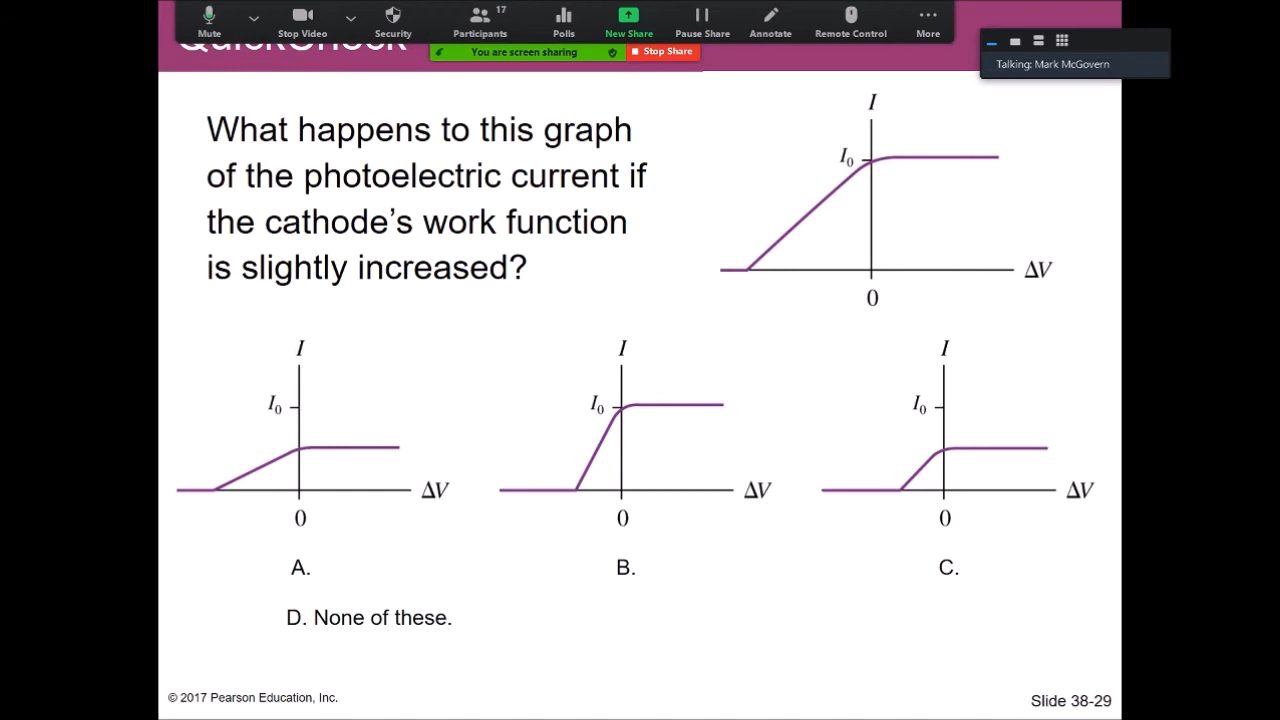 Mute
Stop Video
Security
17
Participants
Polls
New Share
Pause Share
Annotate
Remote Control
More
You are screen sharing
Stop Share
Talking: Mark McGovern
What happens to this graph
of the photoelectric current if
the cathode’s work function
is slightly increased?
I
I₀
ΔV
0
I
I₀
ΔV
0
A.
I
I₀
ΔV
0
B.
I
I₀
ΔV
0
C.
D. None of these.
© 2017 Pearson Education, Inc.
Slide 38-29